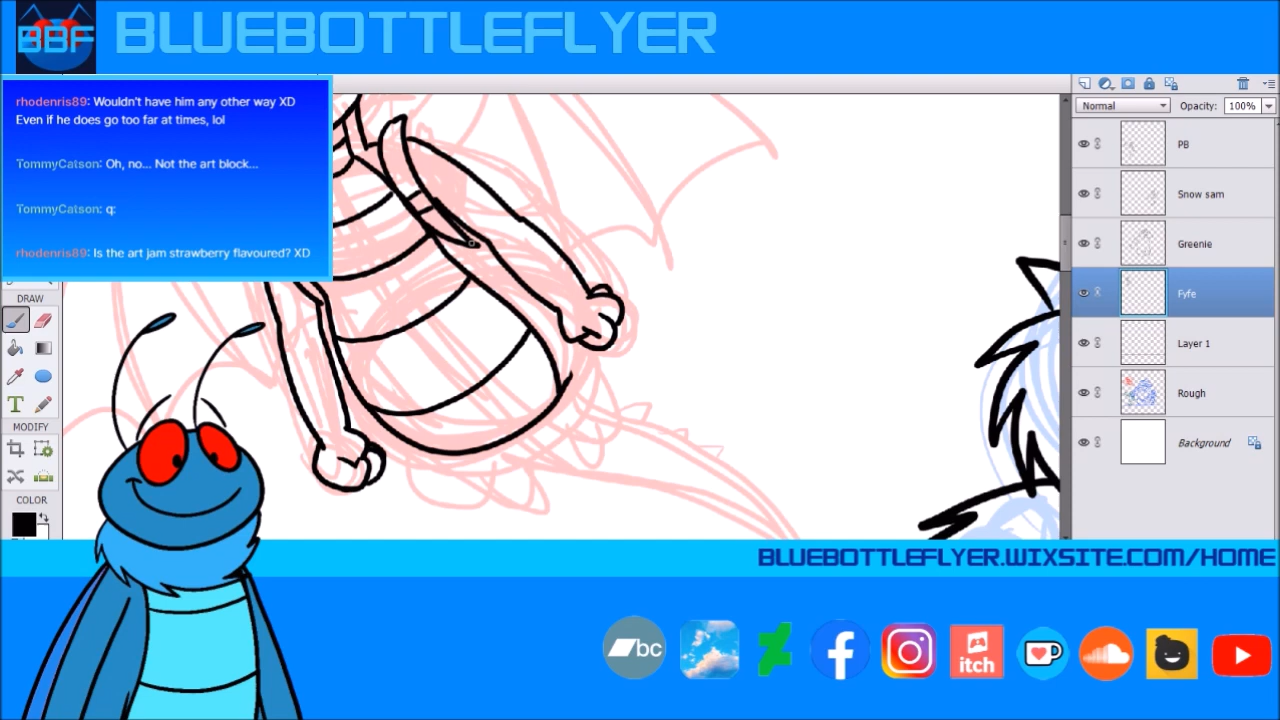 BBF
BLUEBOTTLEFLYER
rhodenris89: Wouldn't have him any other way XD
Even if he does go too far at times, lol
TommyCatson: Oh, no... Not the art block...
TommyCatson: q:
rhodenris89: Is the art jam strawberry flavoured? XD
Normal
Opacity: 100%
PB
Snow sam
Greenie
Fyfe
Layer 1
Rough
Background
DRAW
T
MODIFY
COLOR
BLUEBOTTLEFLYER.WIXSITE.COM/HOME
bc
itch